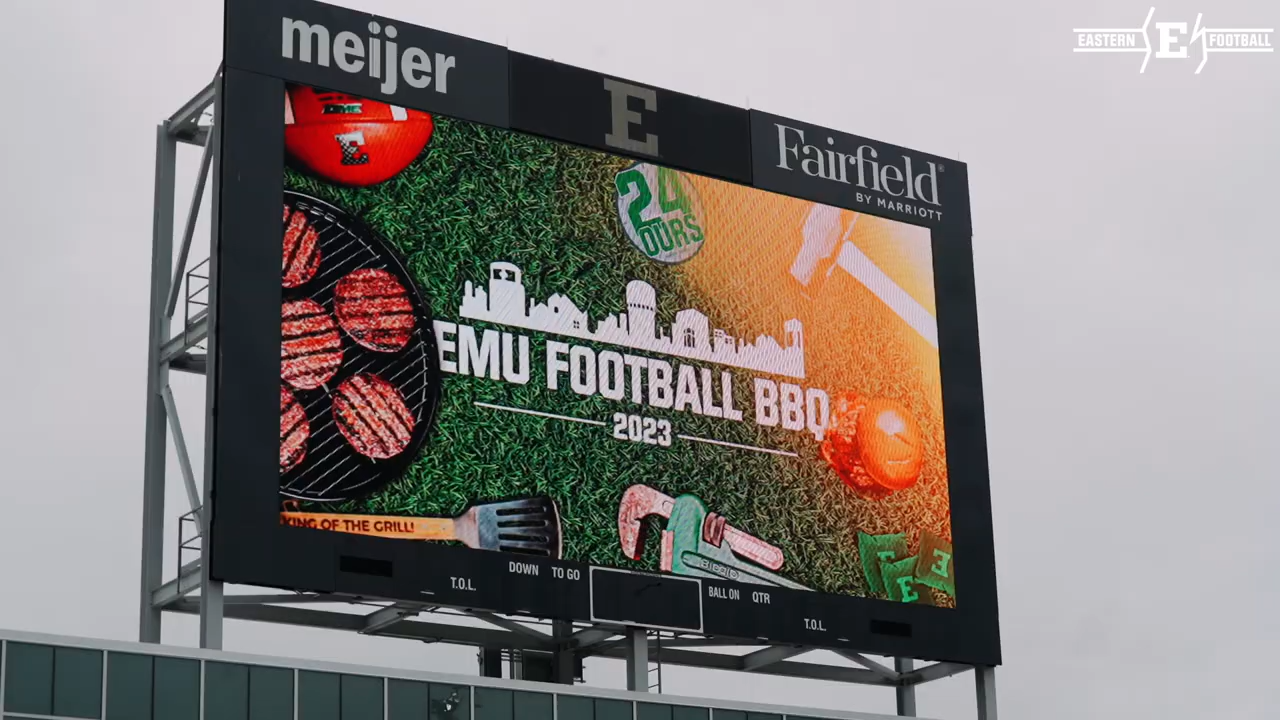 EASTERN E FOOTBALL
meijer
E
Fairfield
BY MARRIOTT
EMU
E
24
OURS
E
EMU FOOTBALL BBQ
2023
KING OF THE GRILL!
E
E
E
DOWN TO GO
BALL ON QTR
T.O.L.
T.O.L.